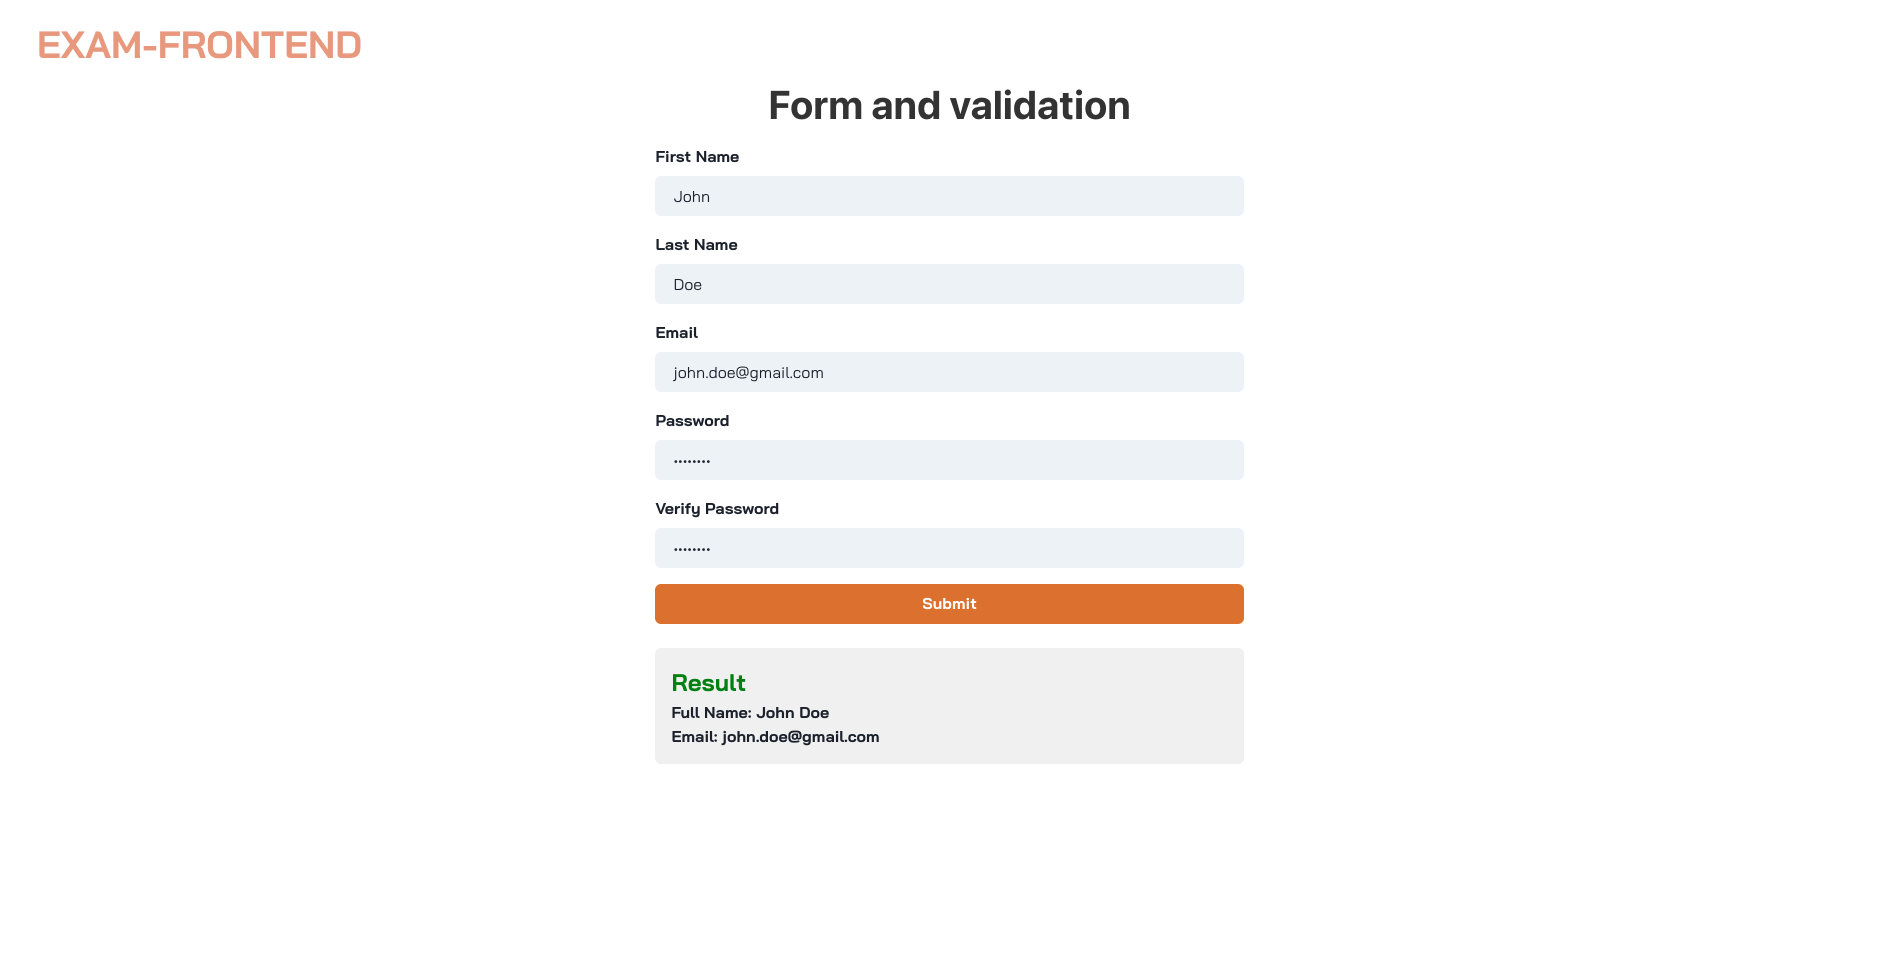 EXAM-FRONTEND
Form and validation
First Name
John
Last Name
Doe
Email
john.doe@gmail.com
Password
••••••••
Verify Password
••••••••
Submit
Result
Full Name: John Doe
Email: john.doe@gmail.com